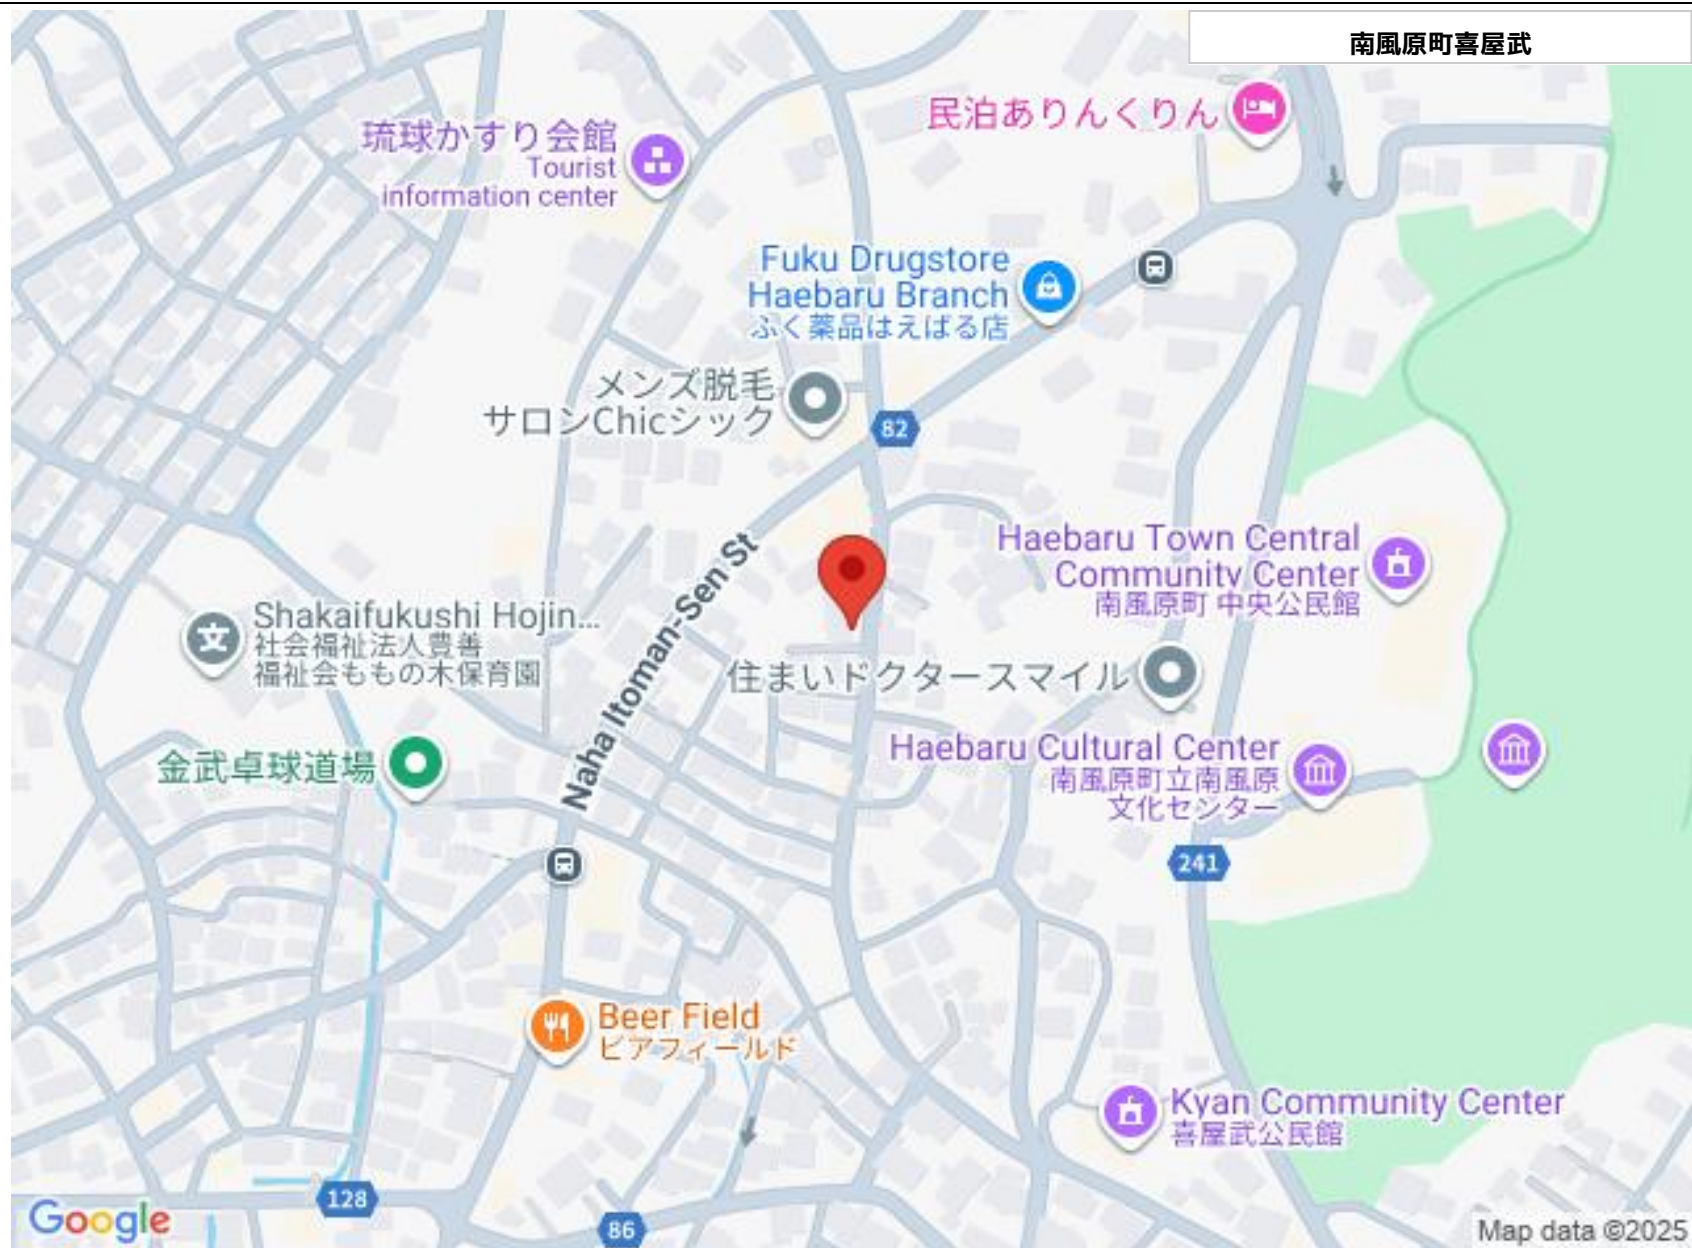 南風原町喜屋武
民泊ありんくりん
琉球かすり会館
Tourist
information center
Fuku Drugstore
Haebaru Branch
ふく薬品はえばる店
メンズ脱毛
サロンChicシック
82
Naha Itoman-Sen St
Haebaru Town Central
Community Center
南風原町 中央公民館
Shakaifukushi Hojin...
社会福祉法人豊善
福祉会ももの木保育園
住まいドクタースマイル
金武卓球道場
Haebaru Cultural Center
南風原町立南風原
文化センター
241
Beer Field
ビアフィールド
Kyan Community Center
喜屋武公民館
128
86
Google
Map data ©2025